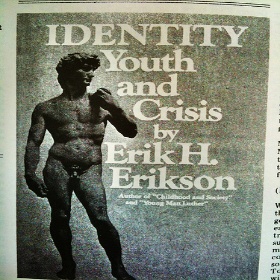 IDENTITY
Youth
and
Crisis
by
Erik H.
Erikson
Author of "Childhood and Society"
and "Young Man Luther"